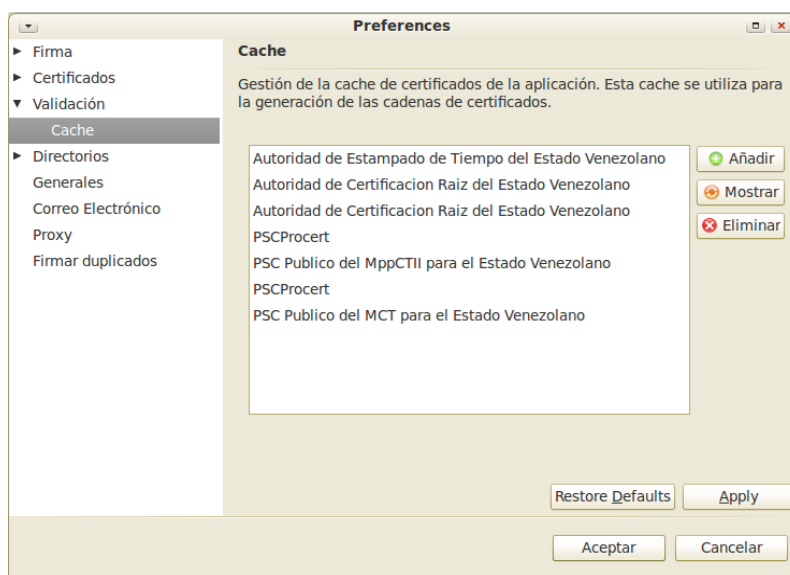 Preferences
Firma
Certificados
Validación
Cache
Directorios
Generales
Correo Electrónico
Proxy
Firmar duplicados
Cache
Gestión de la cache de certificados de la aplicación. Esta cache se utiliza para
la generación de las cadenas de certificados.
Autoridad de Estampado de Tiempo del Estado Venezolano
Autoridad de Certificacion Raiz del Estado Venezolano
Autoridad de Certificacion Raiz del Estado Venezolano
PSCProcert
PSC Publico del MppCTII para el Estado Venezolano
PSCProcert
PSC Publico del MCT para el Estado Venezolano
Añadir
Mostrar
Eliminar
Restore Defaults
Apply
Aceptar
Cancelar